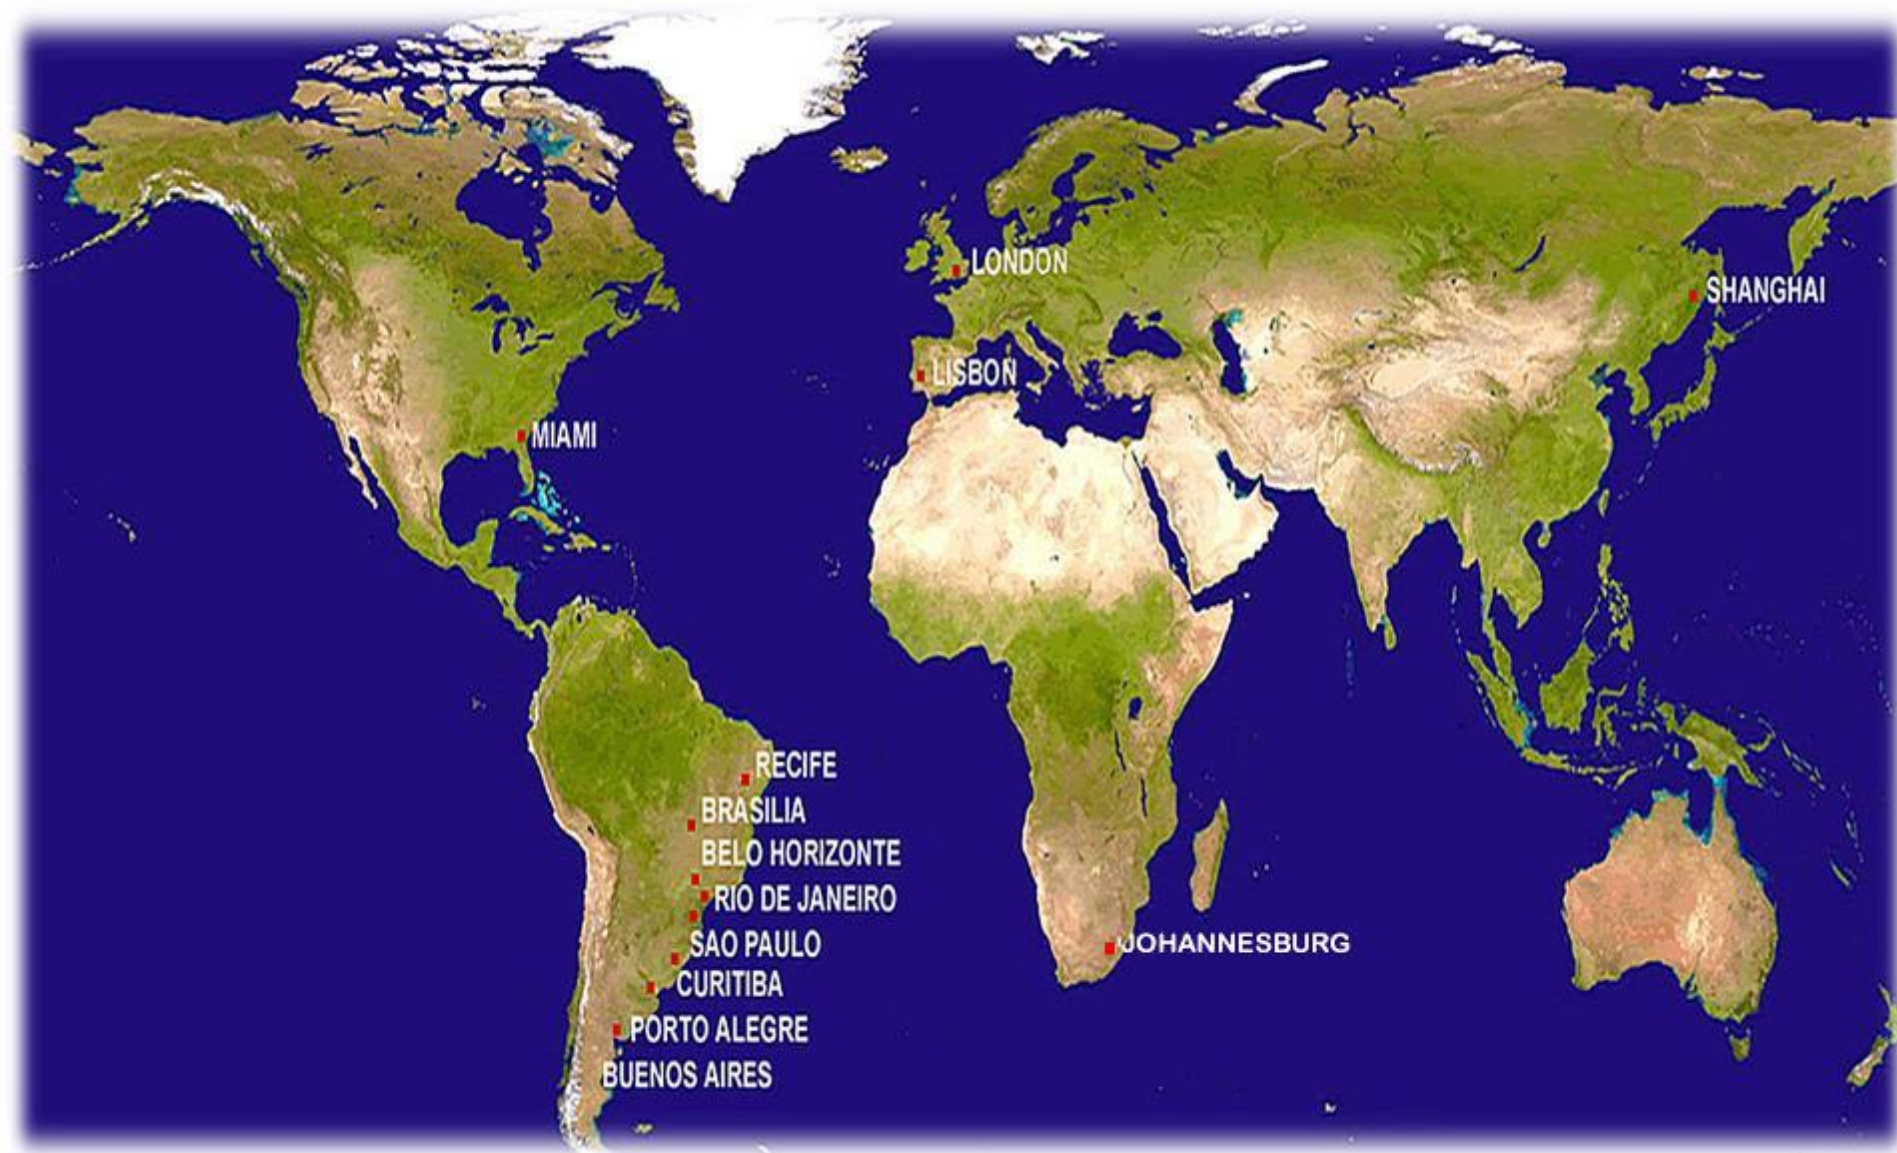 LONDON
SHANGHAI
LISBON
MIAMI
RECIFE
BRASILIA
BELO HORIZONTE
RIO DE JANEIRO
SAO PAULO
JOHANNESBURG
CURITIBA
PORTO ALEGRE
BUENOS AIRES